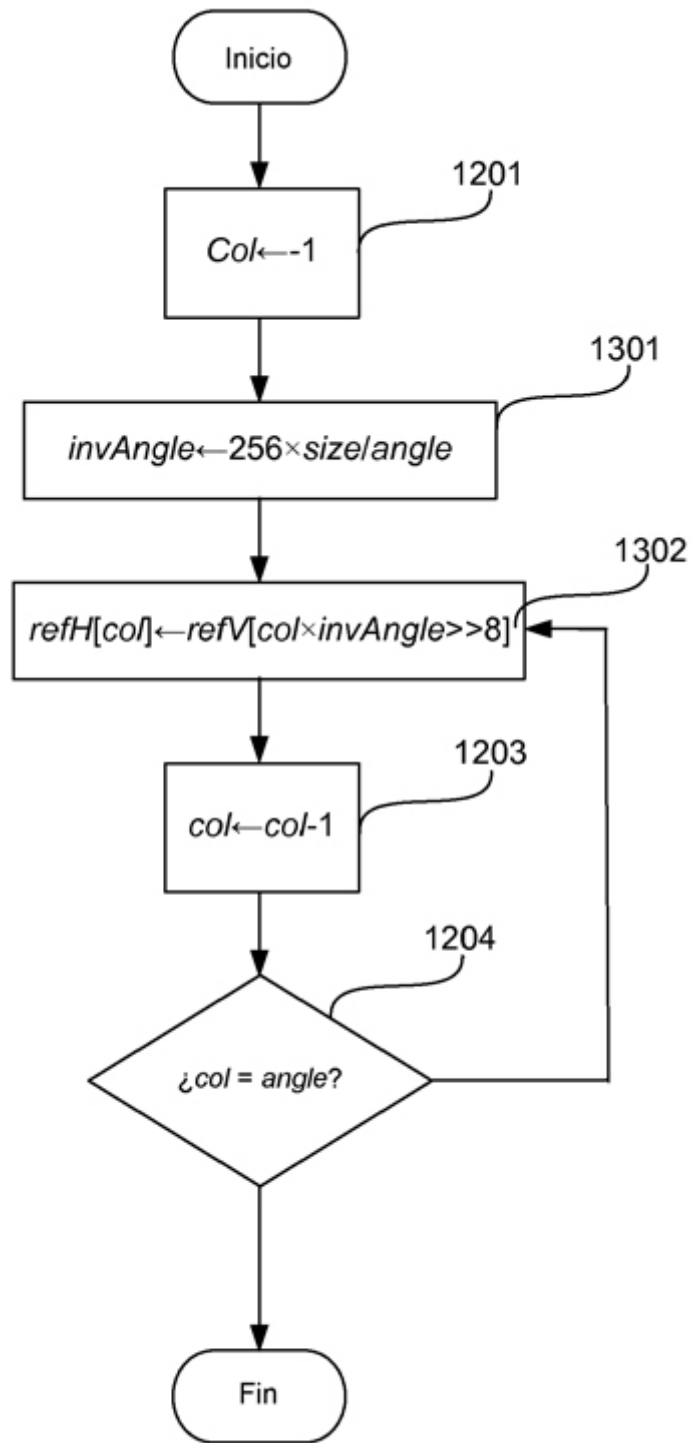 Inicio
1201
Col←-1
1301
invAngle←256×size/angle
1302
refH[col]←refV[col×invAngle>>8]
1203
col←col-1
1204
¿col = angle?
Fin